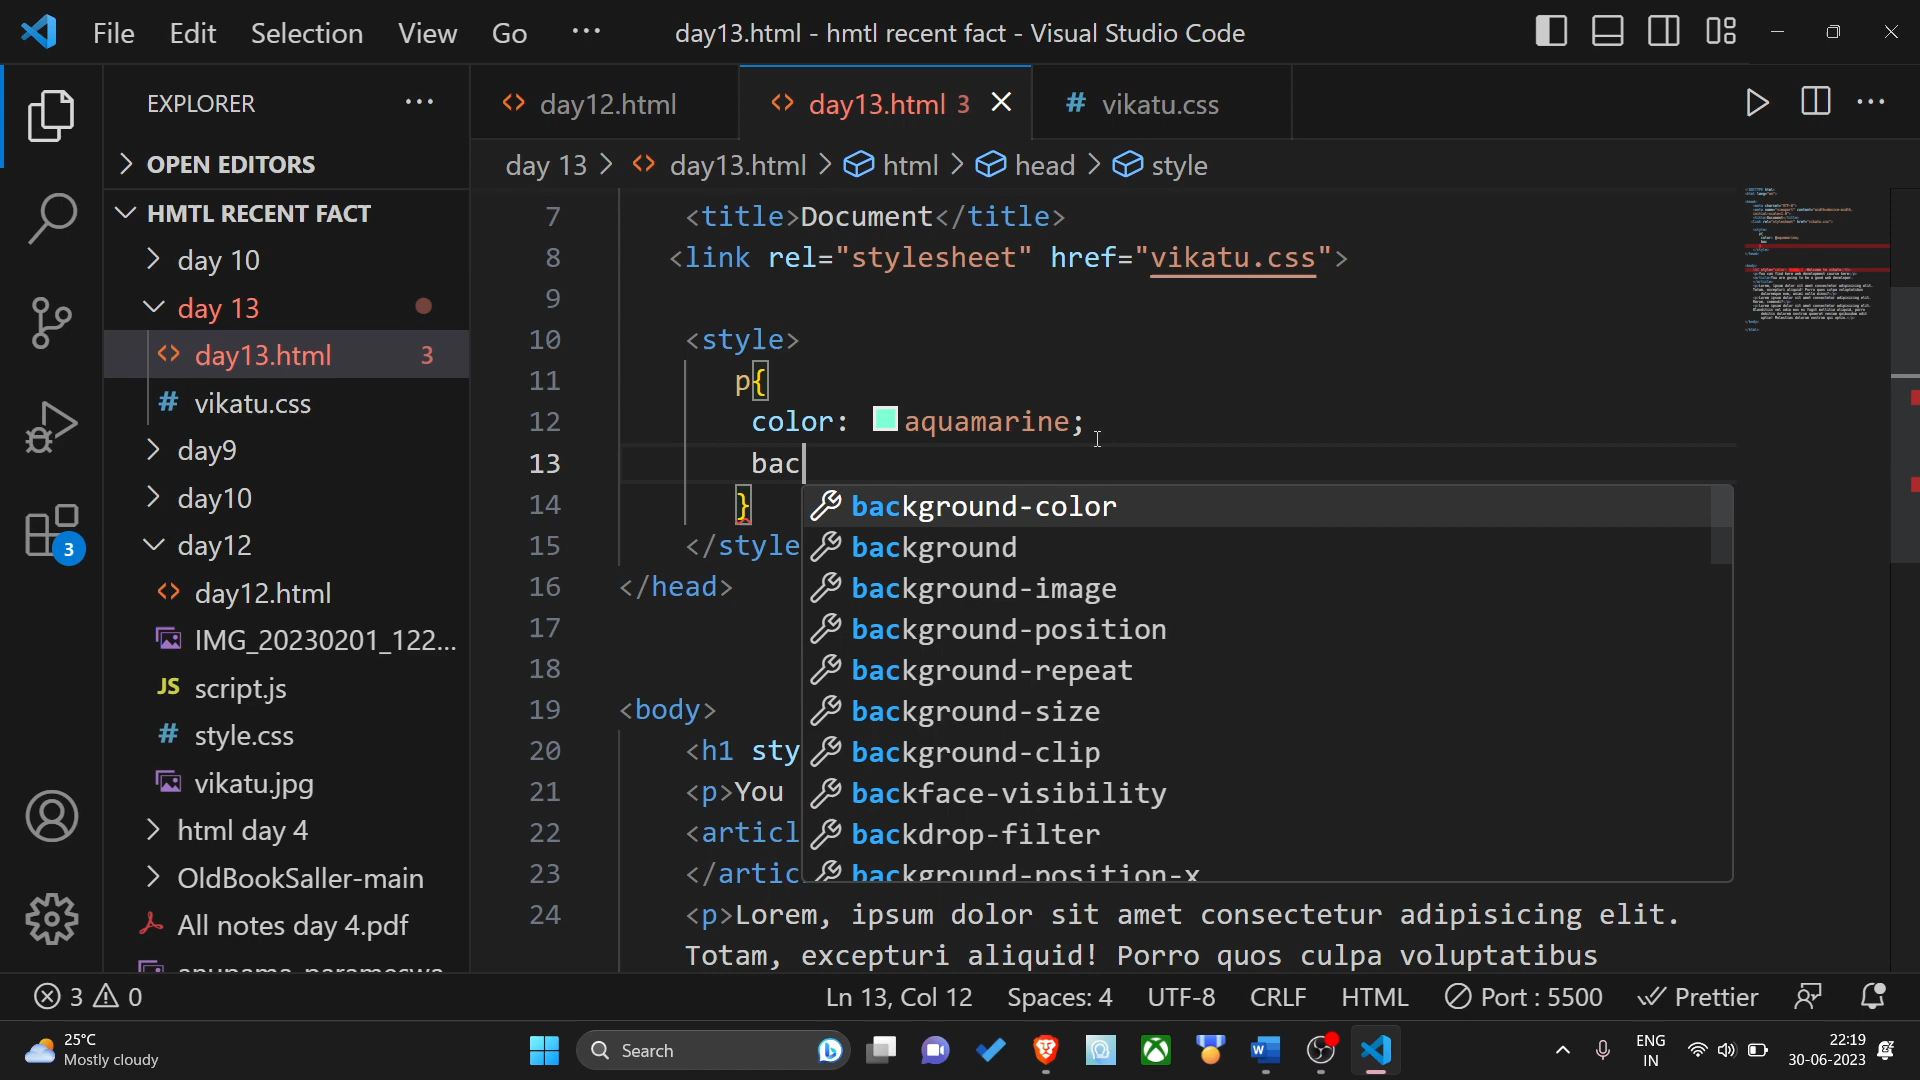 File Edit Selection View Go ··· day13.html - hmtl recent fact - Visual Studio Code
EXPLORER ···
OPEN EDITORS
HMTL RECENT FACT
day 10
day 13
day13.html 3
vikatu.css
day9
day10
day12
day12.html
IMG_20230201_122...
JS script.js
# style.css
vikatu.jpg
html day 4
OldBookSaller-main
All notes day 4.pdf
3
day12.html day13.html 3 # vikatu.css ···
day 13 > day13.html > html > head > style
7 <title>Document</title>
8 <link rel="stylesheet" href="vikatu.css">
9
10 <style>
11 p{
12 color: aquamarine;
13 bac
14 }
15 </style
16 </head>
17
18
19 <body>
20 <h1 sty
21 <p>You
22 <articl
23 </artic
24 <p>Lorem, ipsum dolor sit amet consectetur adipisicing elit.
Totam, excepturi aliquid! Porro quos culpa voluptatibus
background-color
background
background-image
background-position
background-repeat
background-size
background-clip
backface-visibility
backdrop-filter
background-position-x
3 0 Ln 13, Col 12 Spaces: 4 UTF-8 CRLF HTML Port : 5500 Prettier
25°C
Mostly cloudy
Search
ENG
IN
22:19
30-06-2023